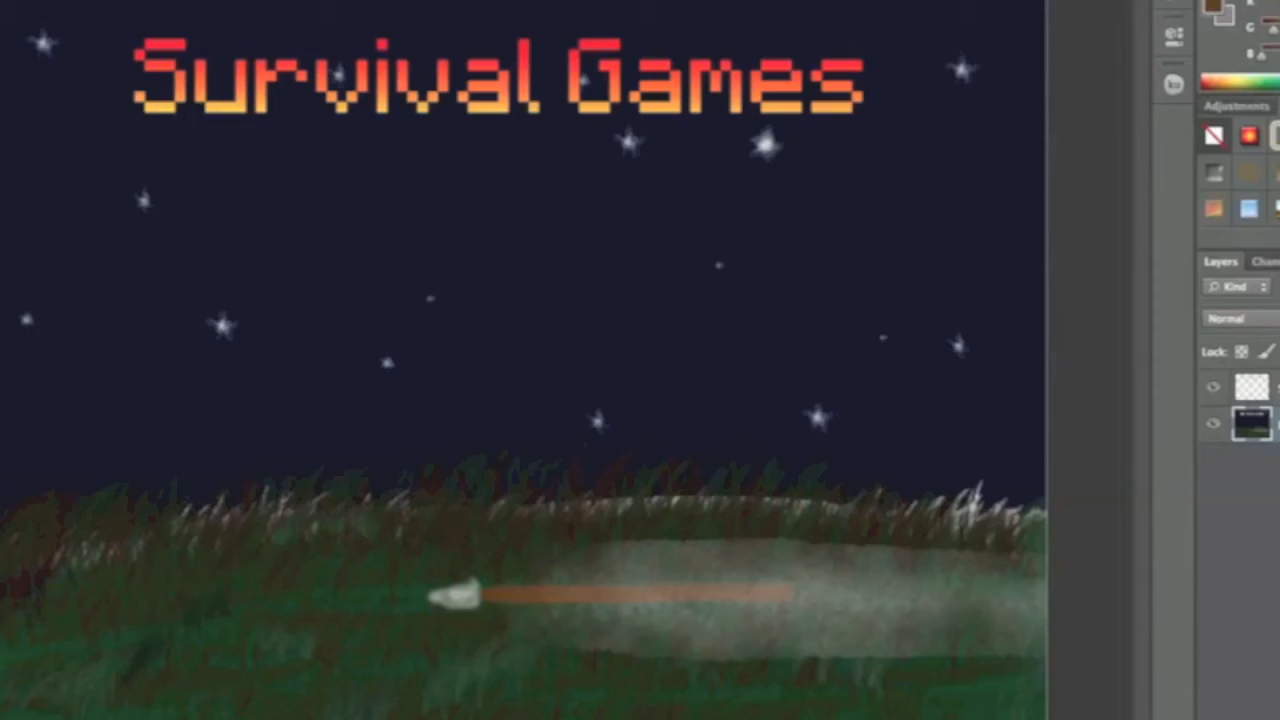 Survival Games
Adjustments
Layers
Kind
Normal
Lock: